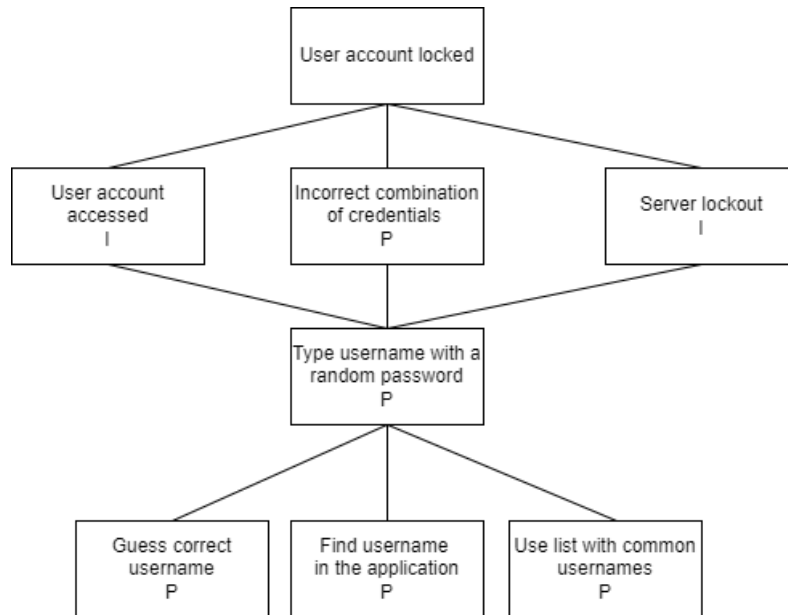 User account locked
User account
accessed
I
Incorrect combination
of credentials
P
Server lockout
I
Type username with a
random password
P
Guess correct
username
P
Find username
in the application
P
Use list with common
usernames
P